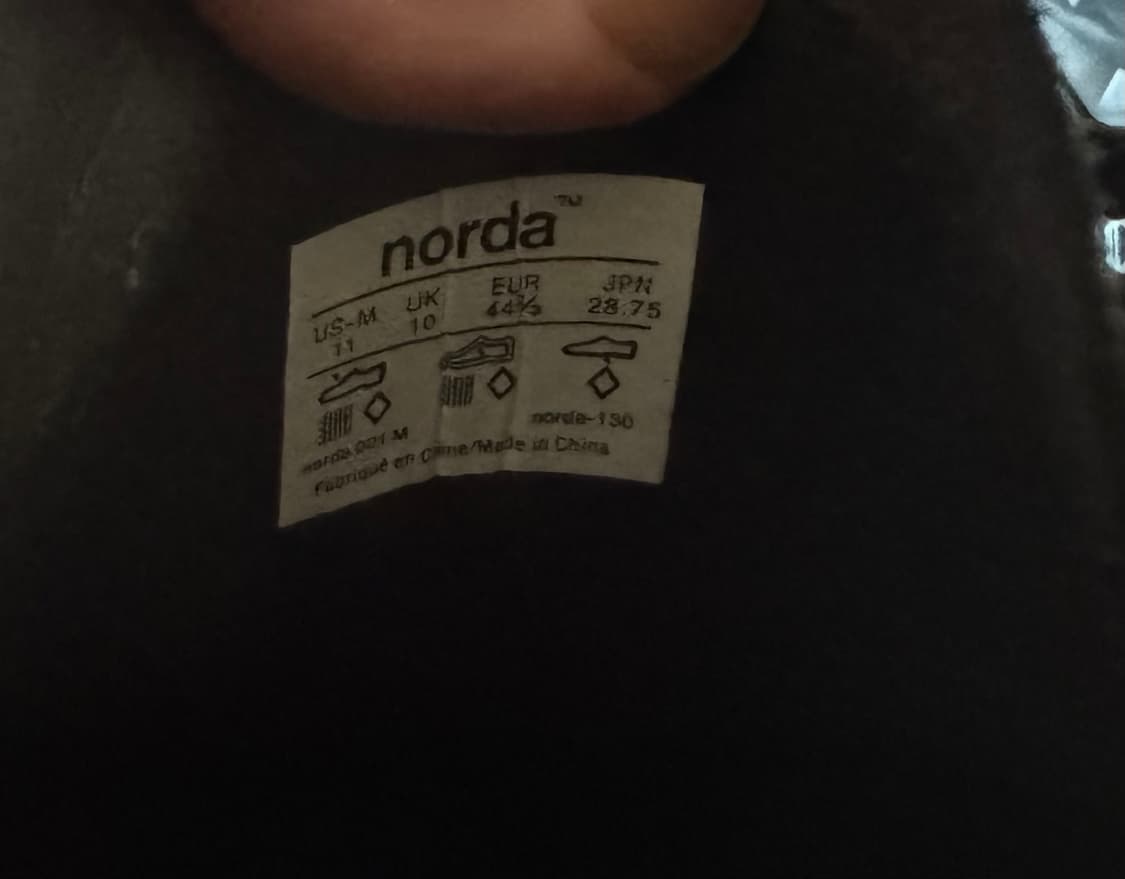 norda™
US-M UK EUR JPN
11 10 44⅔ 28.75
norda 001 M norda-130
Fabriqué en Chine/Made in China